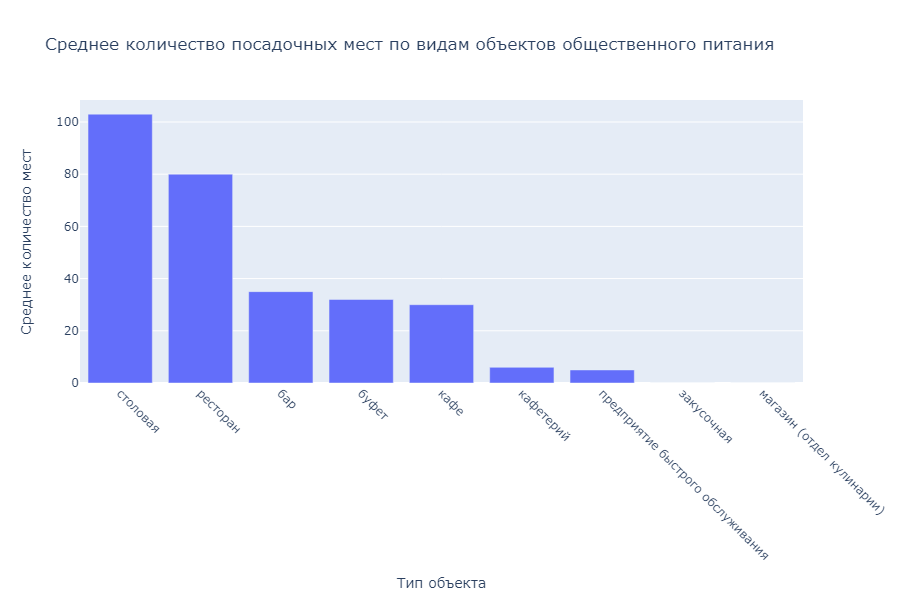 Среднее количество посадочных мест по видам объектов общественного питания
Среднее количество мест
100
80
60
40
20
0
столовая
ресторан
бар
буфет
кафе
кафетерий
предприятие быстрого обслуживания
закусочная
магазин (отдел кулинарии)
Тип объекта